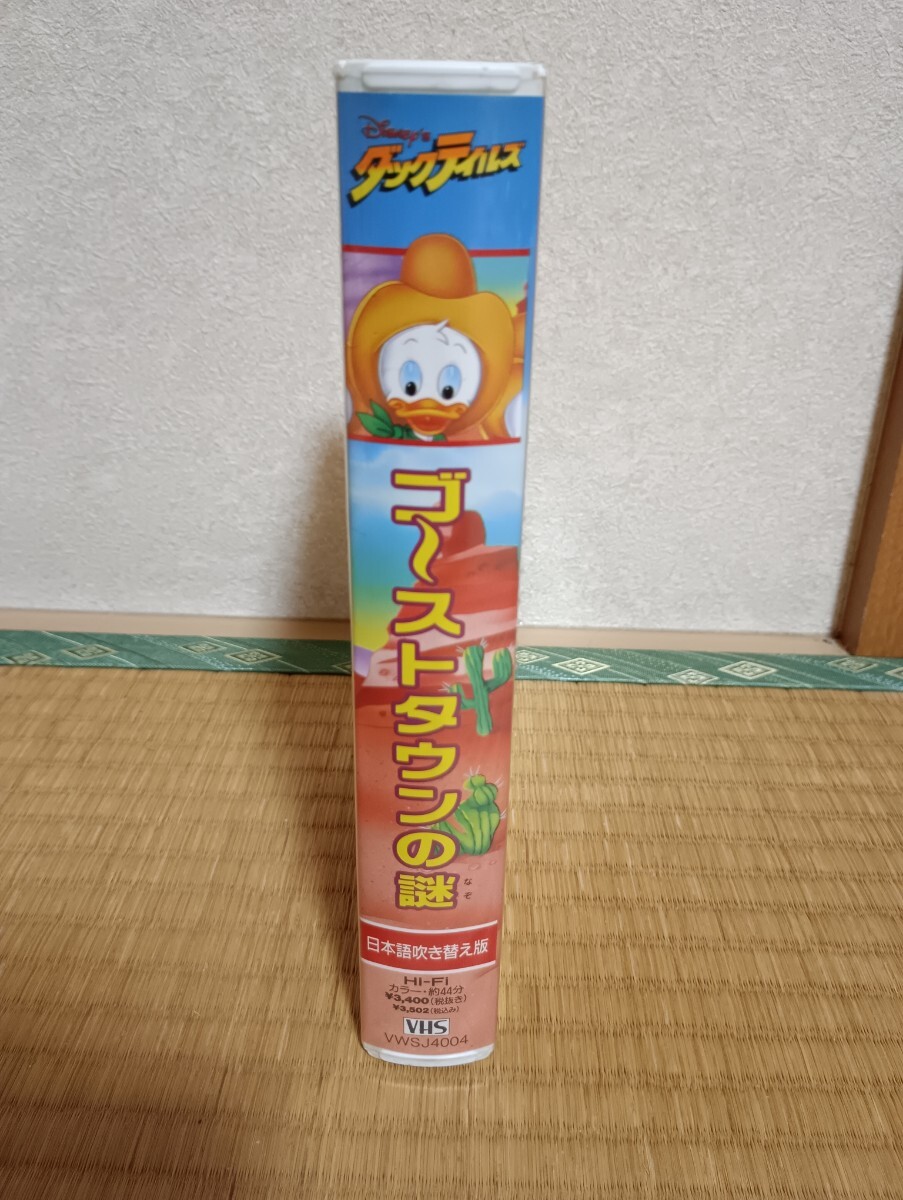 Disney's
ダックテイルズ
ゴーストタウンの謎
なぞ
日本語吹き替え版
Hi-Fi
カラー・約44分
¥3,400(税抜き)
¥3,502(税込み)
VHS
VWSJ4004